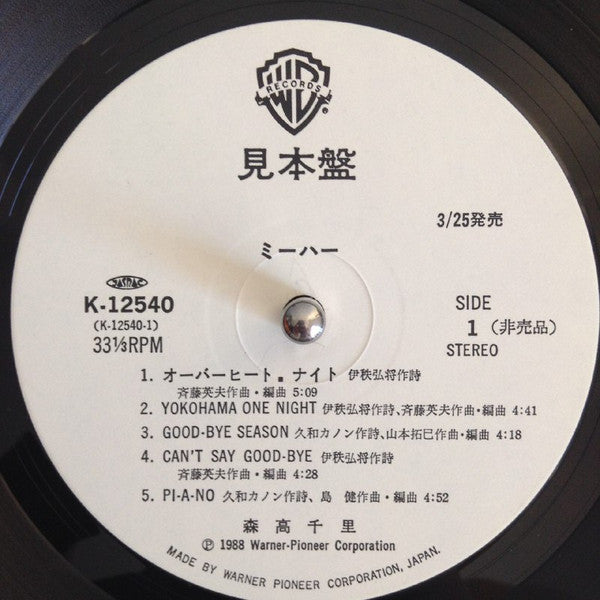 RECORDS
見本盤
3/25発売
ミーハー
K-12540
(K-12540-1)
33⅓RPM
SIDE
1 (非売品)
STEREO
1. オーバーヒート・ナイト 伊秩弘将作詩
斉藤英夫作曲・編曲 5:09
2. YOKOHAMA ONE NIGHT 伊秩弘将作詩、斉藤英夫作曲・編曲 4:41
3. GOOD-BYE SEASON 久和カノン作詩、山本拓巳作曲・編曲 4:18
4. CAN'T SAY GOOD-BYE 伊秩弘将作詩
斉藤英夫作曲・編曲 4:28
5. PI-A-NO 久和カノン作詩、島 健作曲・編曲 4:52
森高千里
Ⓟ 1988 Warner-Pioneer Corporation
MADE BY WARNER PIONEER CORPORATION, JAPAN.